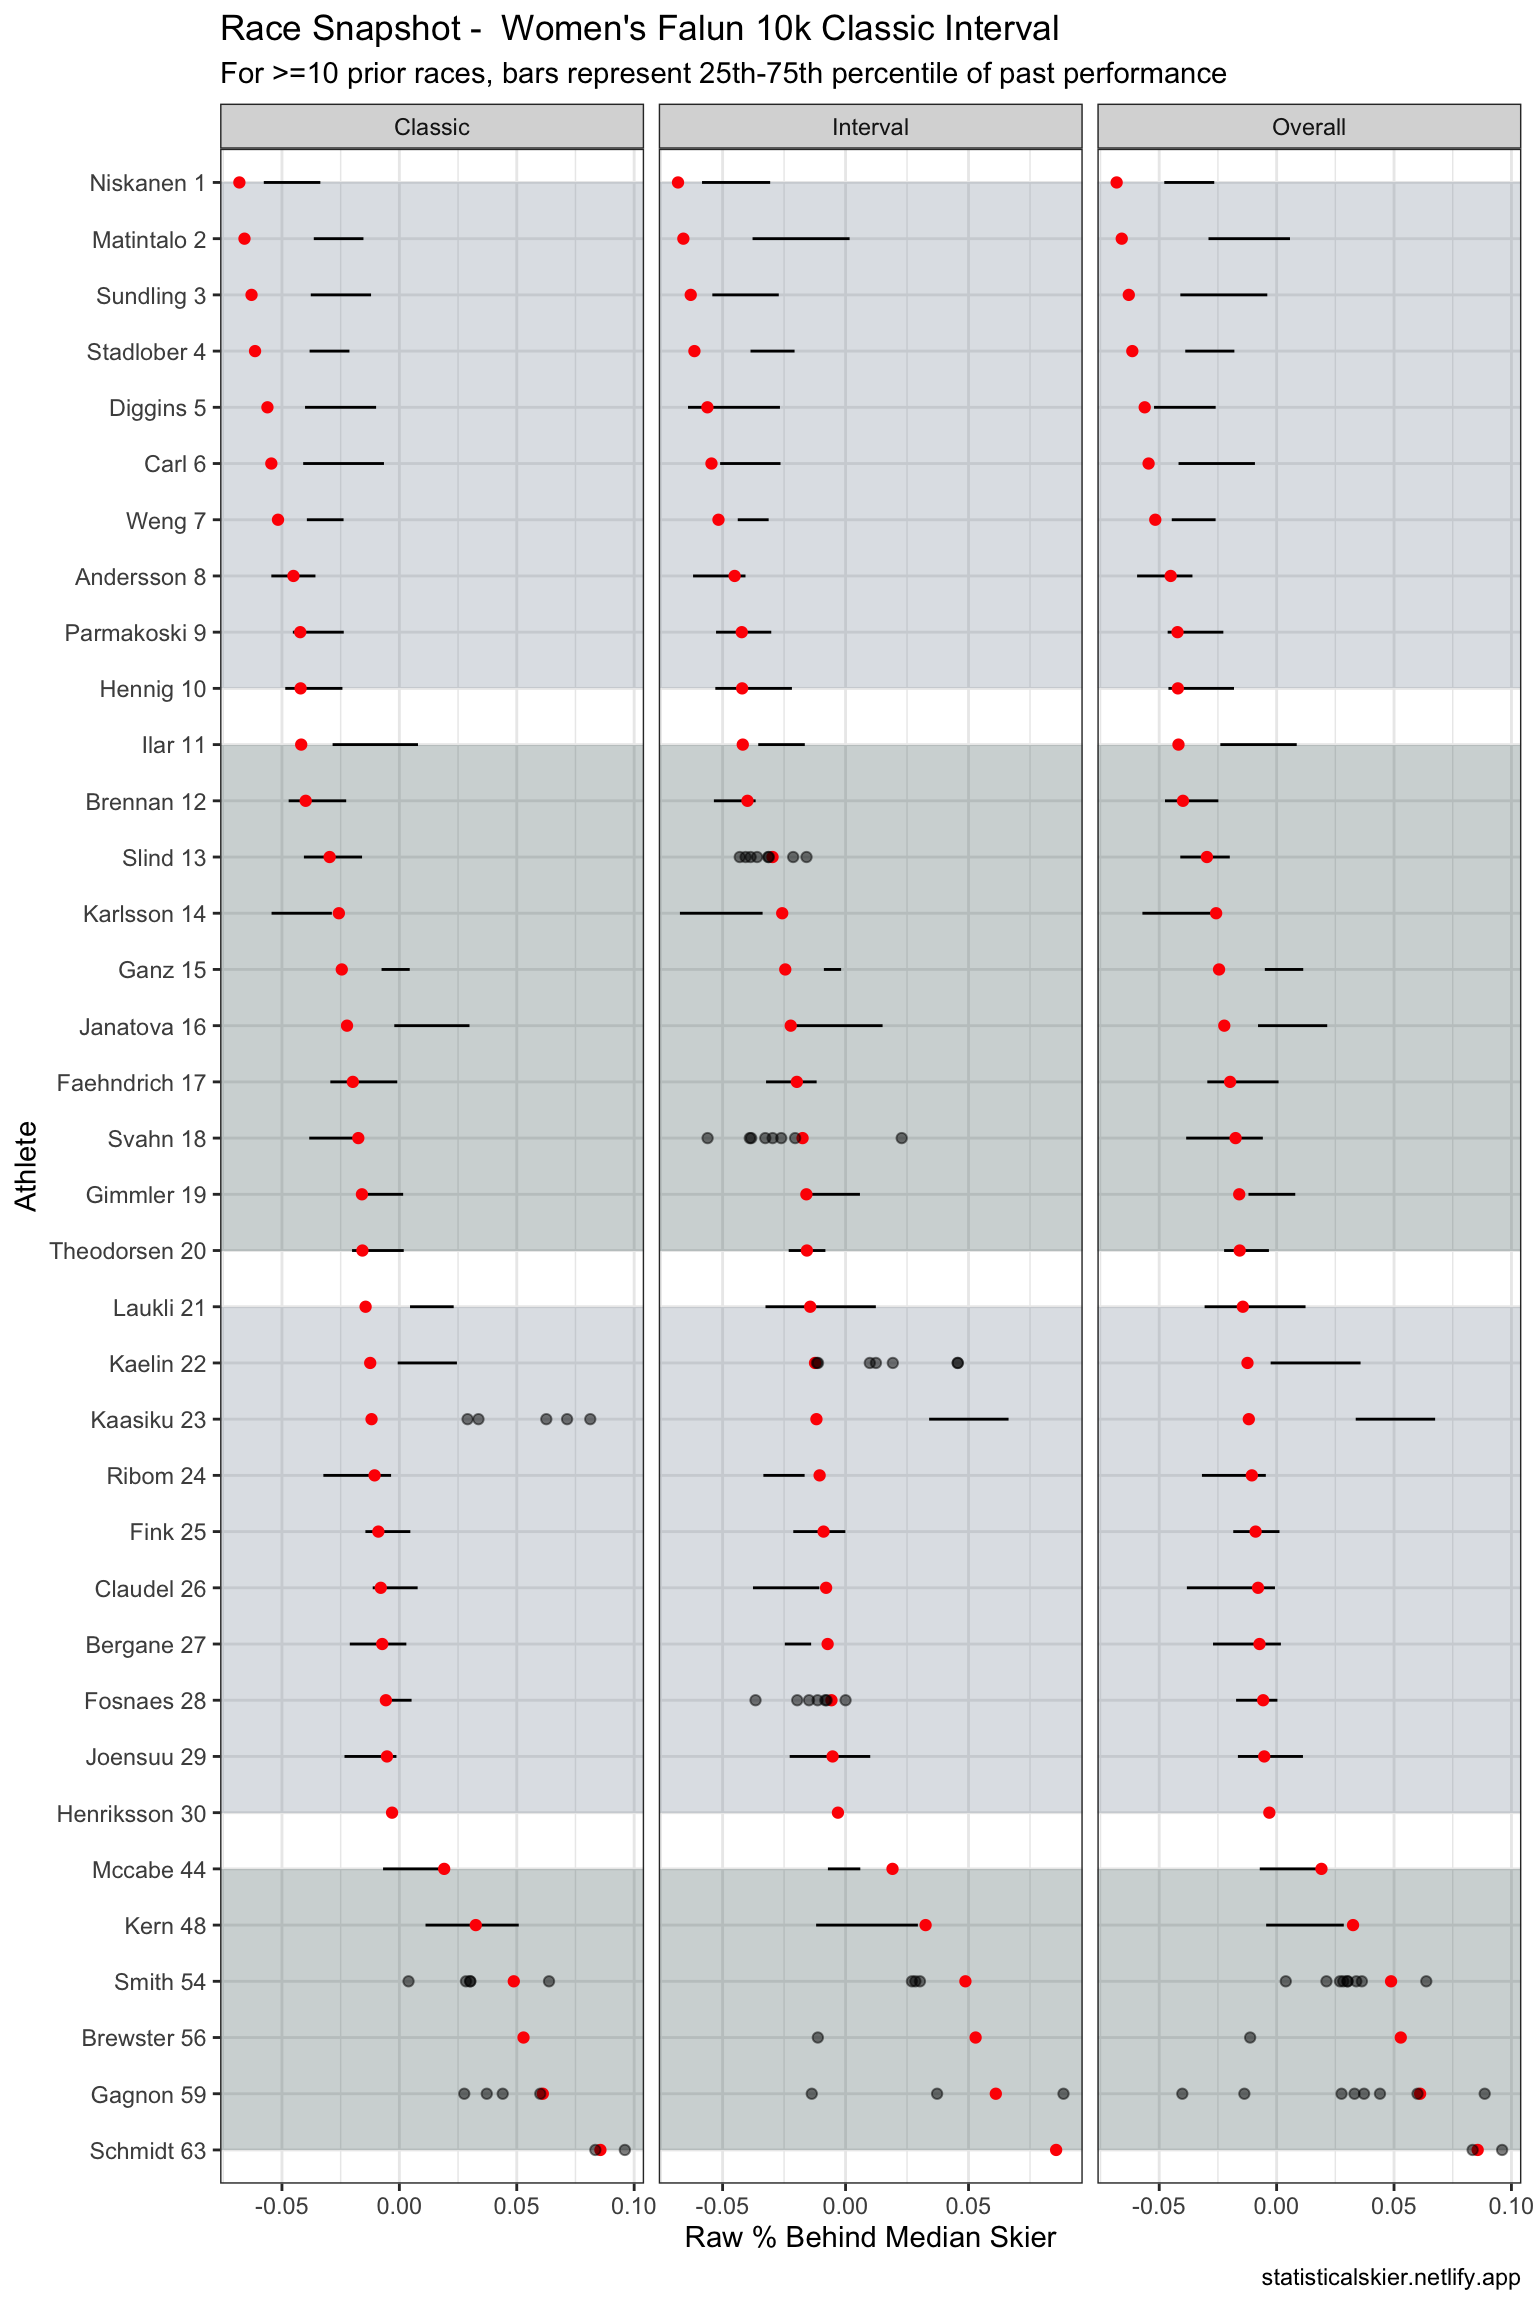 Race Snapshot -  Women's Falun 10k Classic Interval
For >=10 prior races, bars represent 25th-75th percentile of past performance
Classic
Interval
Overall
Athlete
Niskanen 1
Matintalo 2
Sundling 3
Stadlober 4
Diggins 5
Carl 6
Weng 7
Andersson 8
Parmakoski 9
Hennig 10
Ilar 11
Brennan 12
Slind 13
Karlsson 14
Ganz 15
Janatova 16
Faehndrich 17
Svahn 18
Gimmler 19
Theodorsen 20
Laukli 21
Kaelin 22
Kaasiku 23
Ribom 24
Fink 25
Claudel 26
Bergane 27
Fosnaes 28
Joensuu 29
Henriksson 30
Mccabe 44
Kern 48
Smith 54
Brewster 56
Gagnon 59
Schmidt 63
-0.05 0.00 0.05 0.10
-0.05 0.00 0.05
-0.05 0.00 0.05 0.10
Raw % Behind Median Skier
statisticalskier.netlify.app